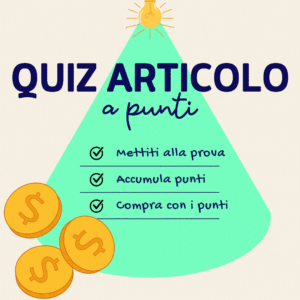 QUIZ ARTICOLO
a punti
Mettiti alla prova
Accumula punti
Compra con i punti